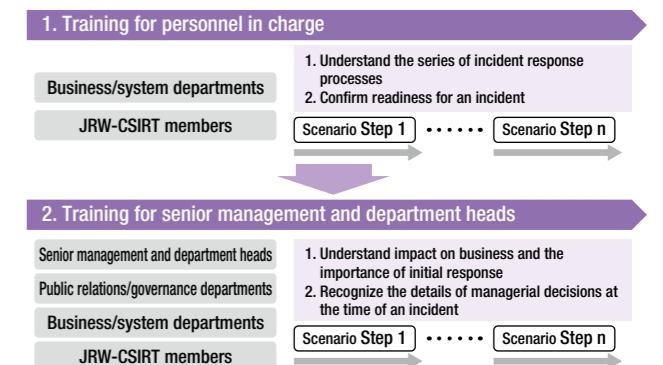 1. Training for personnel in charge
Business/system departments
JRW-CSIRT members
1. Understand the series of incident response
processes
2. Confirm readiness for an incident
Scenario Step 1 ・・・・・・ Scenario Step n
2. Training for senior management and department heads
Senior management and department heads
Public relations/governance departments
Business/system departments
JRW-CSIRT members
1. Understand impact on business and the
importance of initial response
2. Recognize the details of managerial decisions at
the time of an incident
Scenario Step 1 ・・・・・・ Scenario Step n